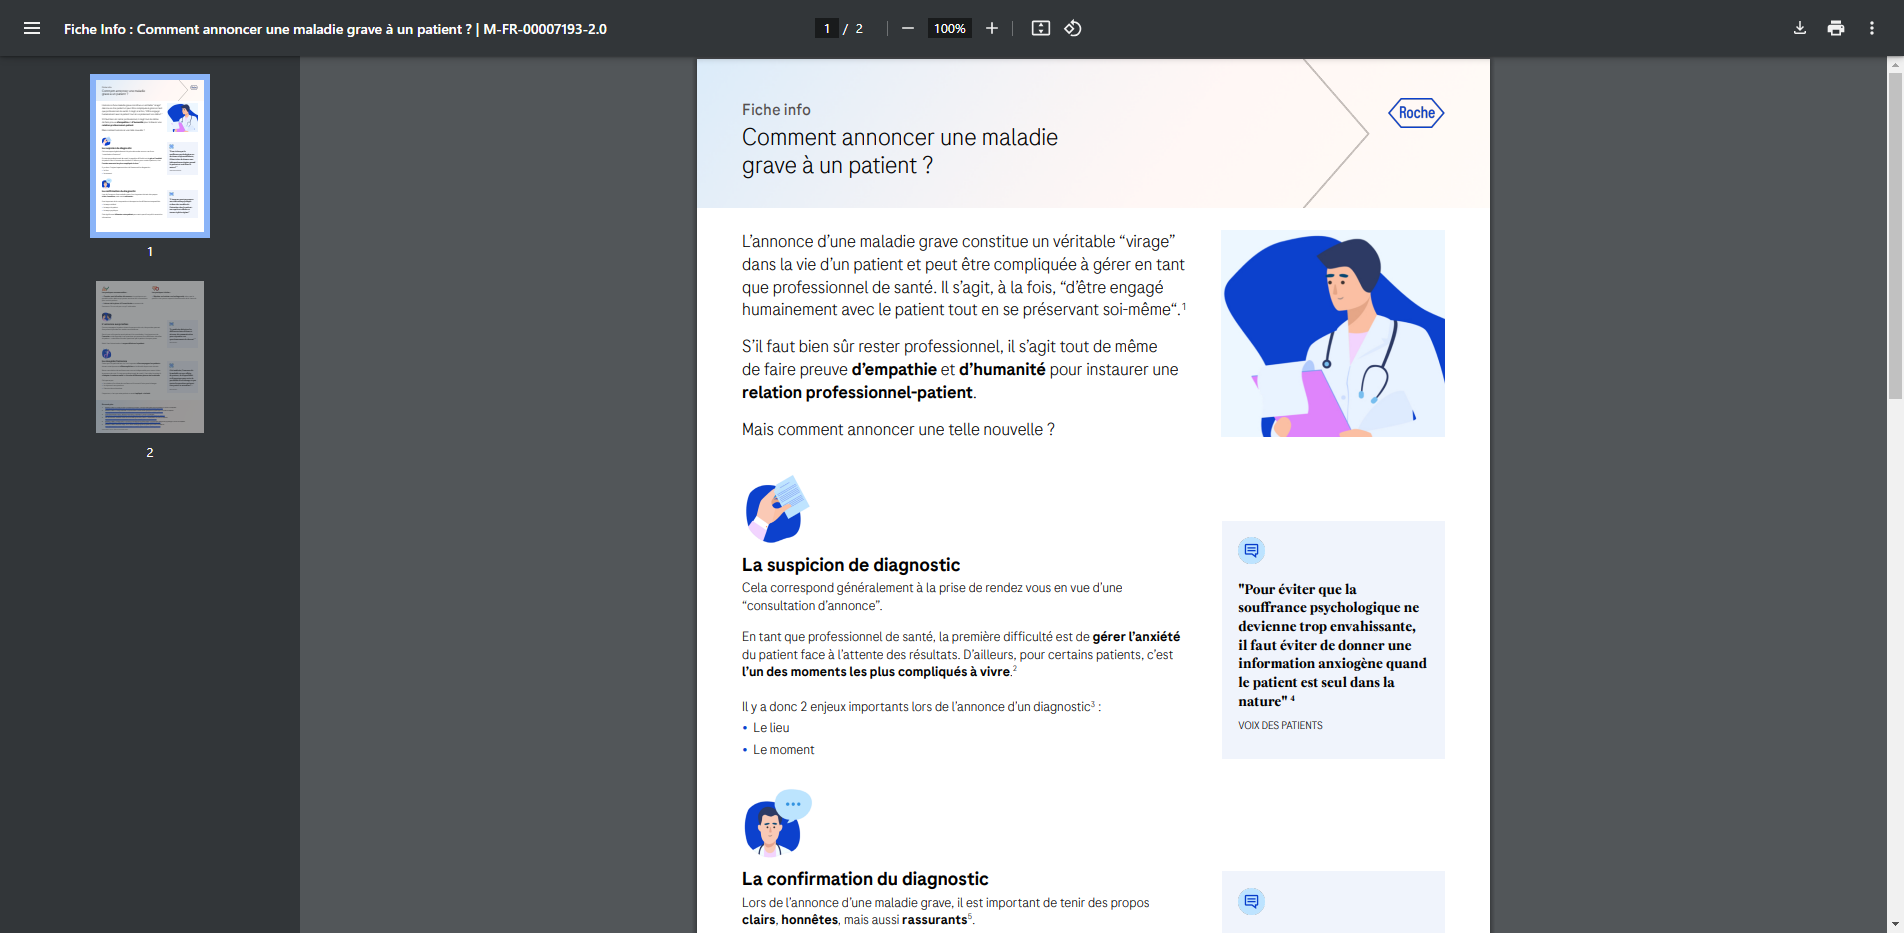 Fiche Info : Comment annoncer une maladie grave à un patient ? | M-FR-00007193-2.0
1 / 2
100%
1
2
Fiche info
Comment annoncer une maladie
grave à un patient ?
Roche
L’annonce d’une maladie grave constitue un véritable “virage”
dans la vie d’un patient et peut être compliquée à gérer en tant
que professionnel de santé. Il s’agit, à la fois, “d’être engagé
humainement avec le patient tout en se préservant soi-même“.¹
S’il faut bien sûr rester professionnel, il s’agit tout de même
de faire preuve d’empathie et d’humanité pour instaurer une
relation professionnel-patient.
Mais comment annoncer une telle nouvelle ?
La suspicion de diagnostic
Cela correspond généralement à la prise de rendez vous en vue d’une
“consultation d’annonce”.
En tant que professionnel de santé, la première difficulté est de gérer l’anxiété
du patient face à l’attente des résultats. D’ailleurs, pour certains patients, c’est
l’un des moments les plus compliqués à vivre.²
Il y a donc 2 enjeux importants lors de l’annonce d’un diagnostic³ :
• Le lieu
• Le moment
"Pour éviter que la
souffrance psychologique ne
devienne trop envahissante,
il faut éviter de donner une
information anxiogène quand
le patient est seul dans la
nature" ⁴
VOIX DES PATIENTS
La confirmation du diagnostic
Lors de l’annonce d’une maladie grave, il est important de tenir des propos
clairs, honnêtes, mais aussi rassurants⁵.